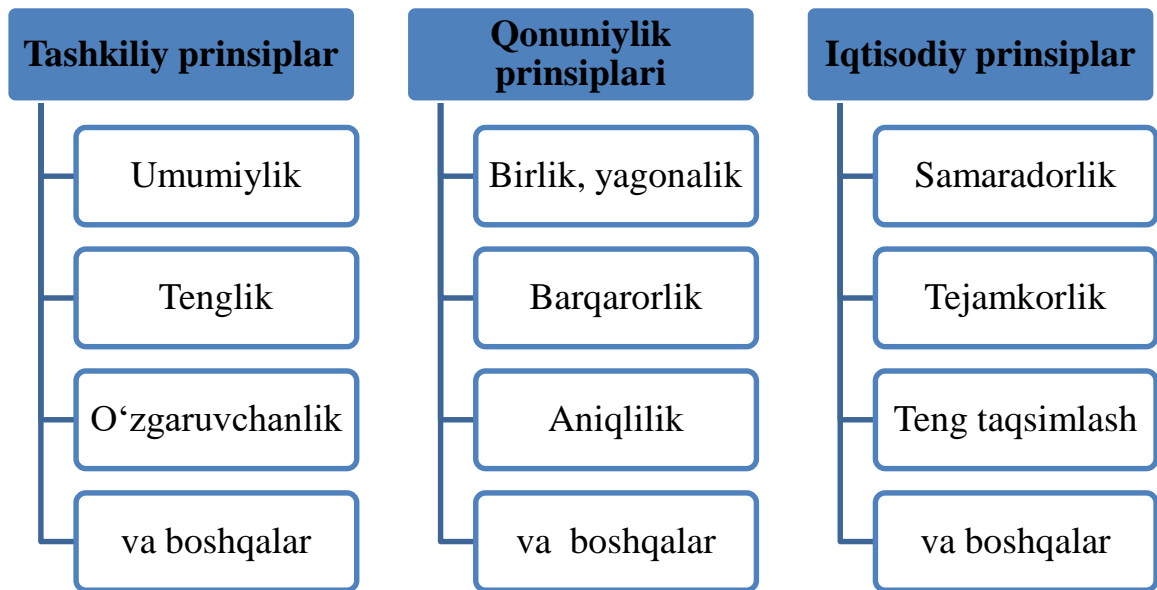 Tashkiliy prinsiplar
Umumiylik
Tenglik
O‘zgaruvchanlik
va boshqalar
Qonuniylik
prinsiplari
Birlik, yagonalik
Barqarorlik
Aniqlilik
va boshqalar
Iqtisodiy prinsiplar
Samaradorlik
Tejamkorlik
Teng taqsimlash
va boshqalar